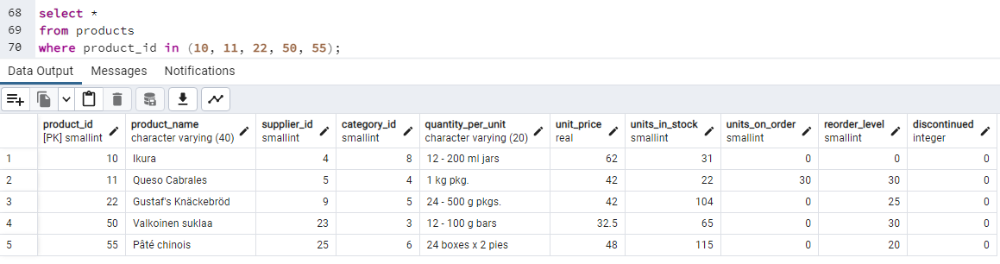 68 select *
69 from products
70 where product_id in (10, 11, 22, 50, 55);
Data Output Messages Notifications
product_id product_name supplier_id category_id quantity_per_unit unit_price units_in_stock units_on_order reorder_level discontinued
[PK] smallint character varying (40) smallint smallint character varying (20) real smallint smallint smallint integer
1 10 Ikura 4 8 12 - 200 ml jars 62 31 0 0 0
2 11 Queso Cabrales 5 4 1 kg pkg. 42 22 30 30 0
3 22 Gustaf's Knäckebröd 9 5 24 - 500 g pkgs. 42 104 0 25 0
4 50 Valkoinen suklaa 23 3 12 - 100 g bars 32.5 65 0 30 0
5 55 Pâté chinois 25 6 24 boxes x 2 pies 48 115 0 20 0